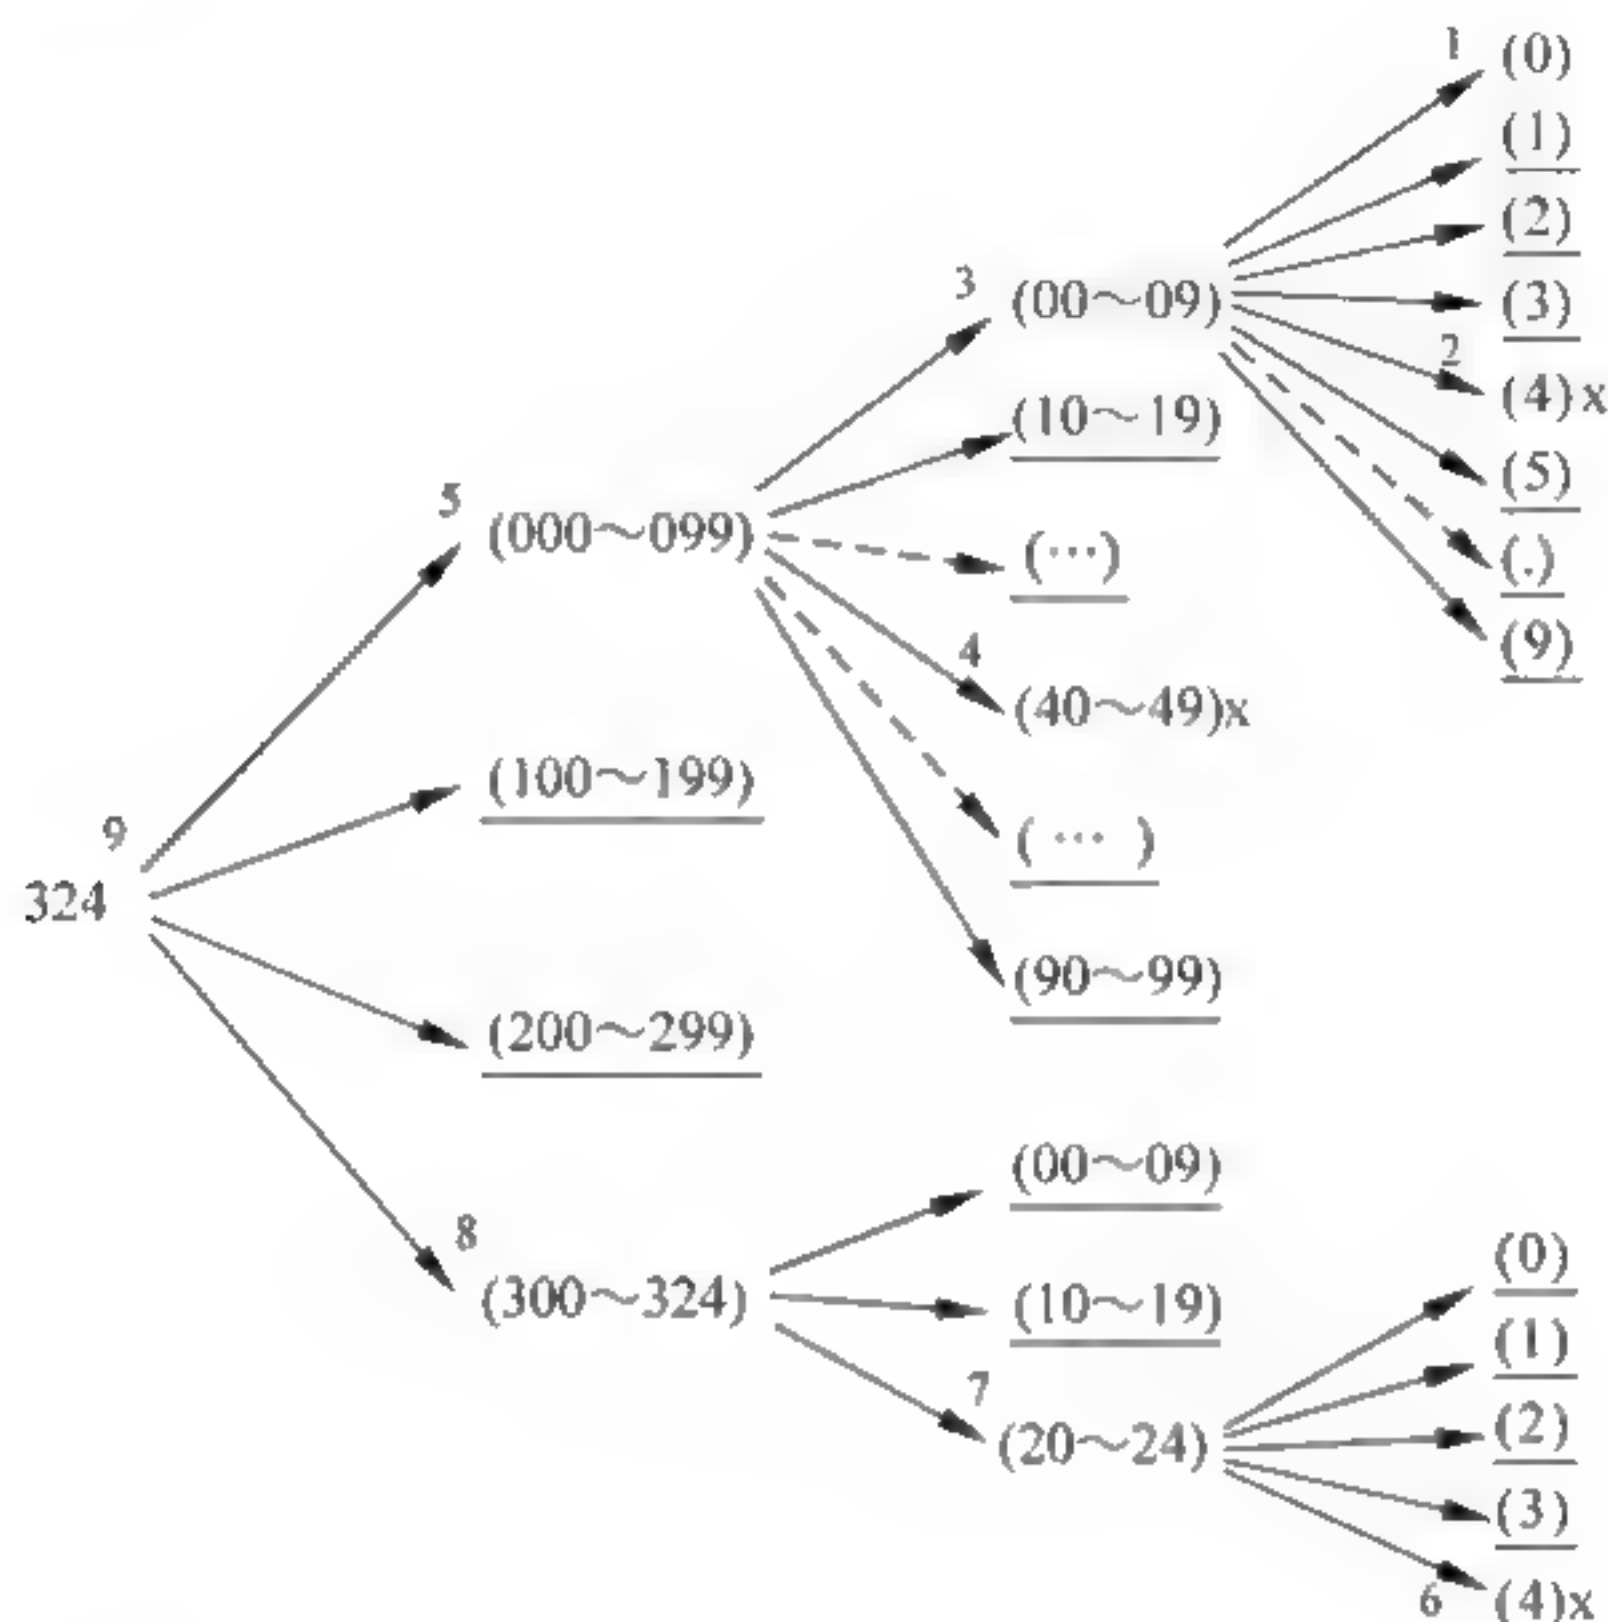 1 (0)
(1)
(2)
3 (00～09) (3)
2 (4)x
(10～19)
5 (000～099) (5)
(…) (.)
(9)
4 (40～49)x
(100～199)
9 (…)
324
(90～99)
(200～299)
(00～09)
8 (300～324) (0)
(10～19) (1)
7 (20～24) (2)
(3)
6 (4)x